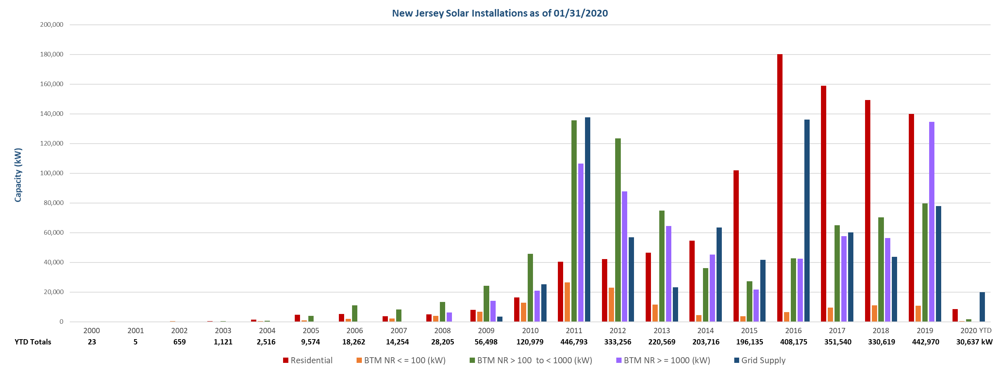 New Jersey Solar Installations as of 01/31/2020
Capacity (kW)
200,000
180,000
160,000
140,000
120,000
100,000
80,000
60,000
40,000
20,000
0
2000 2001 2002 2003 2004 2005 2006 2007 2008 2009 2010 2011 2012 2013 2014 2015 2016 2017 2018 2019 2020 YTD
YTD Totals 23 5 659 1,121 2,516 9,574 18,262 14,254 28,205 56,498 120,979 446,793 333,256 220,569 203,716 196,135 408,175 351,540 330,619 442,970 30,637 kW
Residential BTM NR < = 100 (kW) BTM NR > 100 to < 1000 (kW) BTM NR > = 1000 (kW) Grid Supply